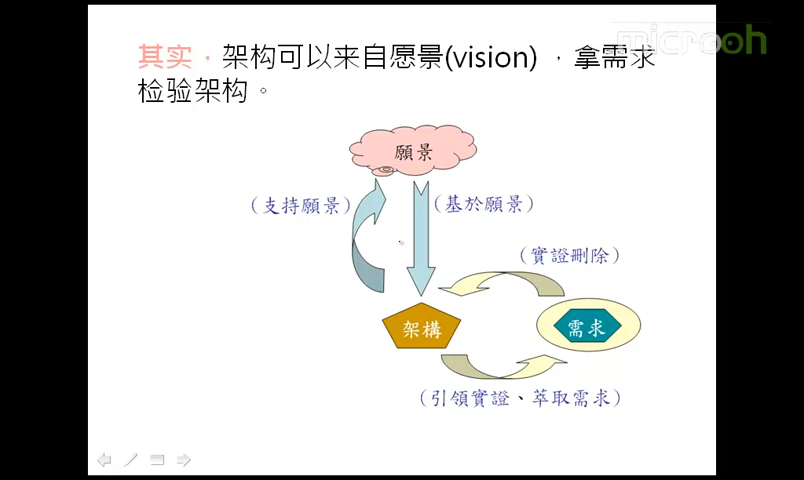 microoh
其实，架构可以来自愿景(vision) ，拿需求
检验架构。
願景
(支持願景)
(基於願景)
(實證刪除)
架構
需求
(引領實證、萃取需求)